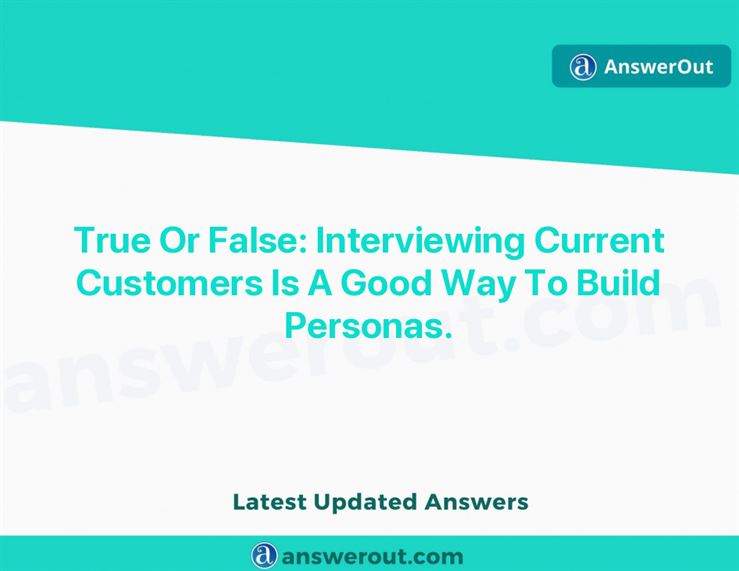 AnswerOut
True Or False: Interviewing Current
Customers Is A Good Way To Build
Personas.
answerout.com
Latest Updated Answers
answerout.com